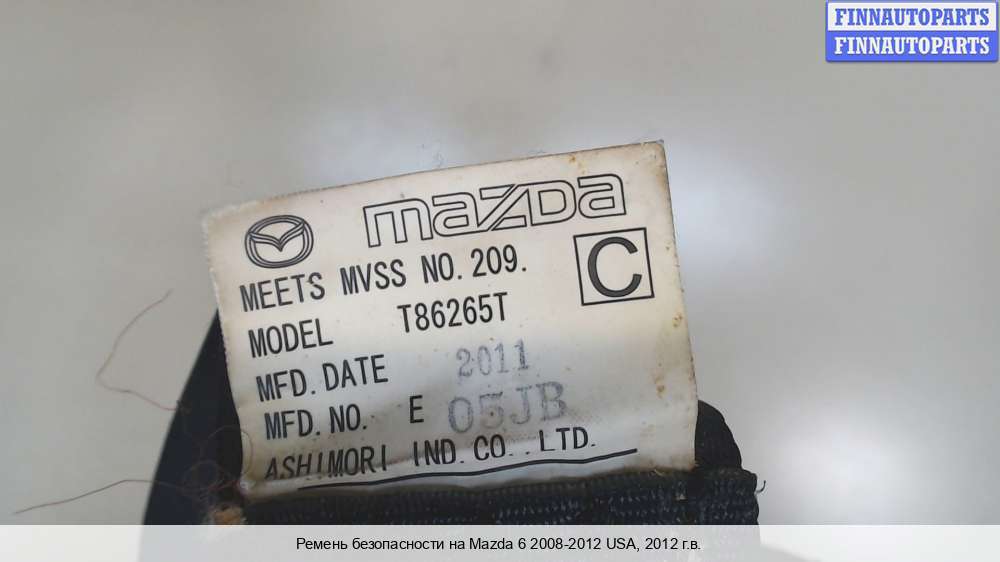 FINNAUTOPARTS
FINNAUTOPARTS
mazda
MEETS MVSS NO.209.
C
MODEL T86265T
MFD.DATE 2011
MFD.NO. E 05JB
ASHIMORI IND.CO.,LTD.
Ремень безопасности на Mazda 6 2008-2012 USA, 2012 г.в.